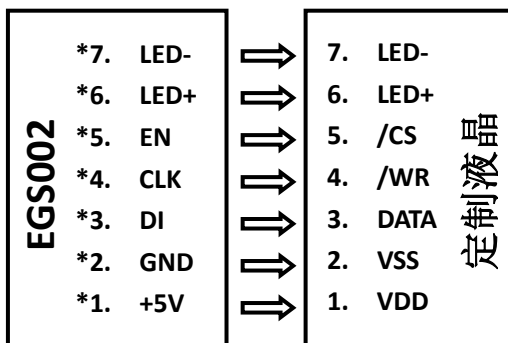 EGS002
*7. LED-
*6. LED+
*5. EN
*4. CLK
*3. DI
*2. GND
*1. +5V
7. LED-
6. LED+
5. /CS
4. /WR
3. DATA
2. VSS
1. VDD
定制液晶